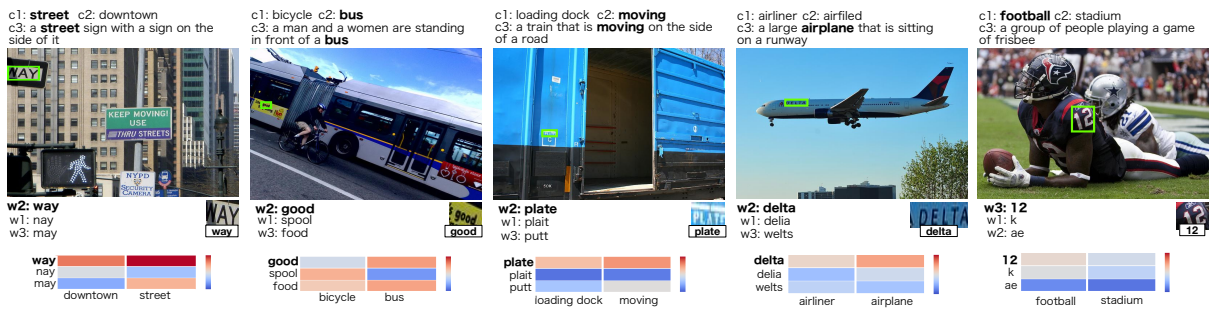 c1: street c2: downtown
c3: a street sign with a sign on the
side of it
WAY
KEEP MOVING!
USE
THRU STREETS
NYPD
SECURITY
CAMERA
w2: way
w1: nay
w3: may
WAY
way
way
nay
may
downtown street
c1: bicycle c2: bus
c3: a man and a women are standing
in front of a bus
w2: good
w1: spool
w3: food
good
good
good
spool
food
bicycle bus
c1: loading dock c2: moving
c3: a train that is moving on the side
of a road
w2: plate
w1: plait
w3: putt
PLATE
plate
plate
plait
putt
loading dock moving
c1: airliner c2: airfiled
c3: a large airplane that is sitting
on a runway
DELTA
w2: delta
w1: delia
w3: welts
DELTA
delta
delta
delia
welts
airliner airplane
c1: football c2: stadium
c3: a group of people playing a game
of frisbee
12
w3: 12
w1: k
w2: ae
12
12
12
k
ae
football stadium